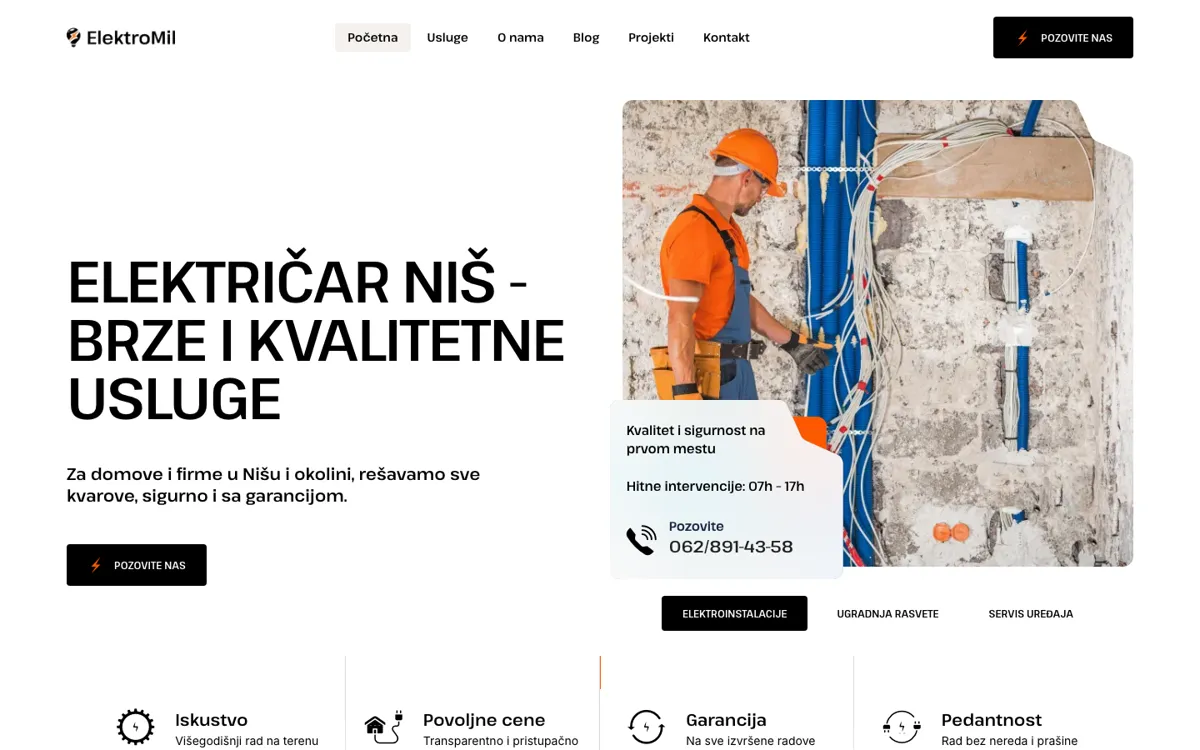 ElektroMil
Početna
Usluge
O nama
Blog
Projekti
Kontakt
POZOVITE NAS
ELEKTRIČAR NIŠ -
BRZE I KVALITETNE
USLUGE
Za domove i firme u Nišu i okolini, rešavamo sve
kvarove, sigurno i sa garancijom.
POZOVITE NAS
Kvalitet i sigurnost na
prvom mestu
Hitne intervencije: 07h - 17h
Pozovite
062/891-43-58
ELEKTROINSTALACIJE
UGRADNJA RASVETE
SERVIS UREĐAJA
Iskustvo
Višegodišnji rad na terenu
Povoljne cene
Transparentno i pristupačno
Garancija
Na sve izvršene radove
Pedantnost
Rad bez nereda i prašine